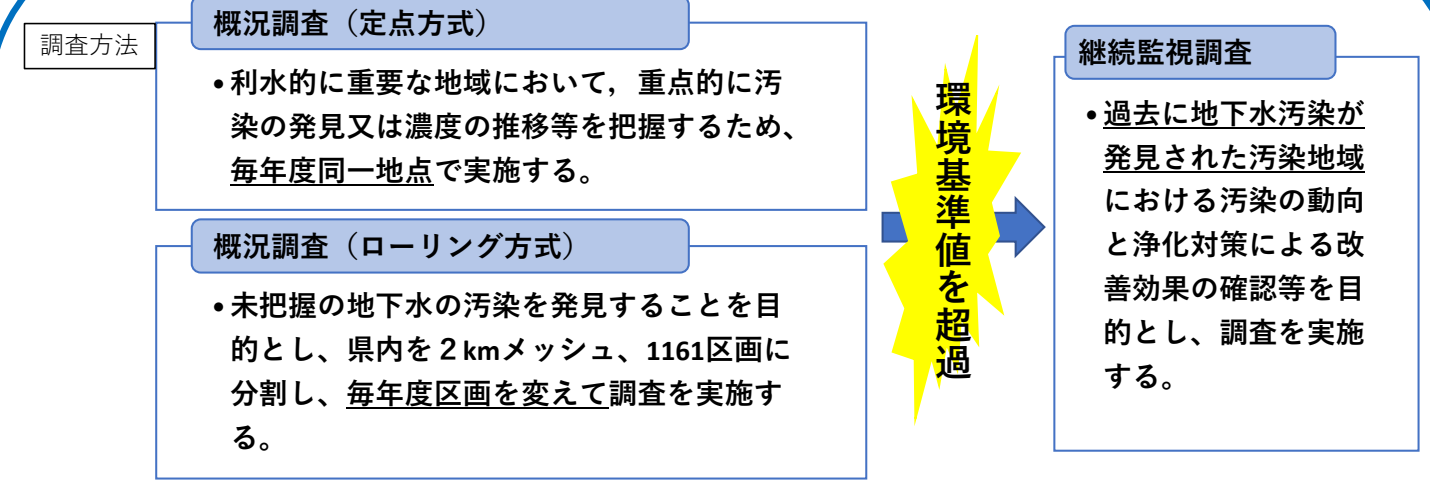 調査方法
概況調査（定点方式）
•利水的に重要な地域において，重点的に汚
染の発見又は濃度の推移等を把握するため、
毎年度同一地点で実施する。
概況調査（ローリング方式）
•未把握の地下水の汚染を発見することを目
的とし、県内を２kmメッシュ、1161区画に
分割し、毎年度区画を変えて調査を実施す
る。
環境基準値を超過
継続監視調査
•過去に地下水汚染が
発見された汚染地域
における汚染の動向
と浄化対策による改
善効果の確認等を目
的とし、調査を実施
する。